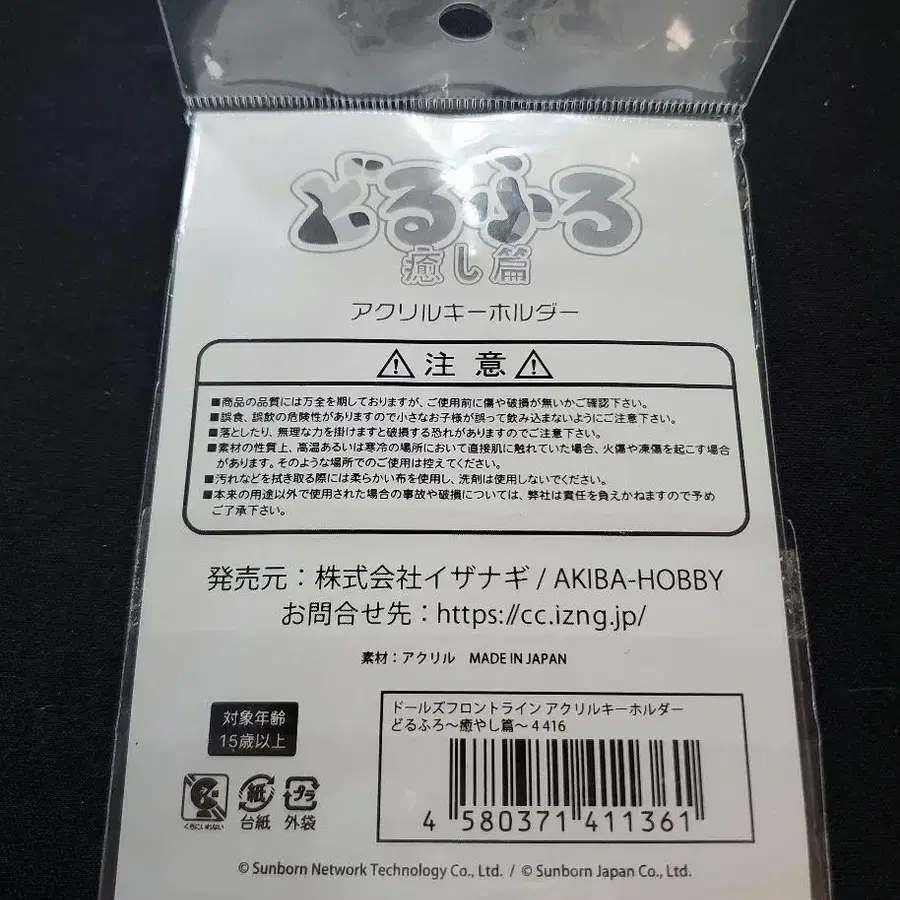 どるふろ
癒し篇
アクリルキーホルダー
注意
■商品の品質には万全を期しておりますが、ご使用前に傷や破損が無いかご確認下さい。
■誤食、誤飲の危険性がありますので小さなお子様が誤って飲み込まないようにご注意下さい。
■落としたり、無理な力を掛けますと破損する恐れがありますのでご注意下さい。
■素材の性質上、高温あるいは寒冷の場所において直接肌に触れていた場合、火傷や凍傷を起こす場合
があります。そのような場所でのご使用は控えてください。
■汚れなどを拭き取る際には柔らかい布を使用し、洗剤は使用しないでください。
■本来の用途以外で使用された場合の事故や破損については、弊社は責任を負えかねますので予め
ご了承下さい。
発売元：株式会社イザナギ / AKIBA-HOBBY
お問合せ先：https://cc.izng.jp/
素材：アクリル MADE IN JAPAN
対象年齢
15歳以上
くちにいれない
紙
台紙
プラ
外袋
ドールズフロントライン アクリルキーホルダー
どるふろ～癒やし篇～ 4 416
4 580371 411361
© Sunborn Network Technology Co., Ltd. / © Sunborn Japan Co., Ltd.